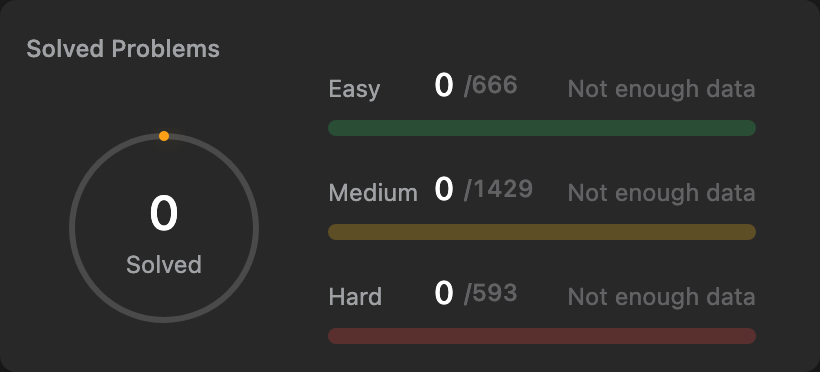 Solved Problems
0
Solved
Easy 0 /666 Not enough data
Medium 0 /1429 Not enough data
Hard 0 /593 Not enough data